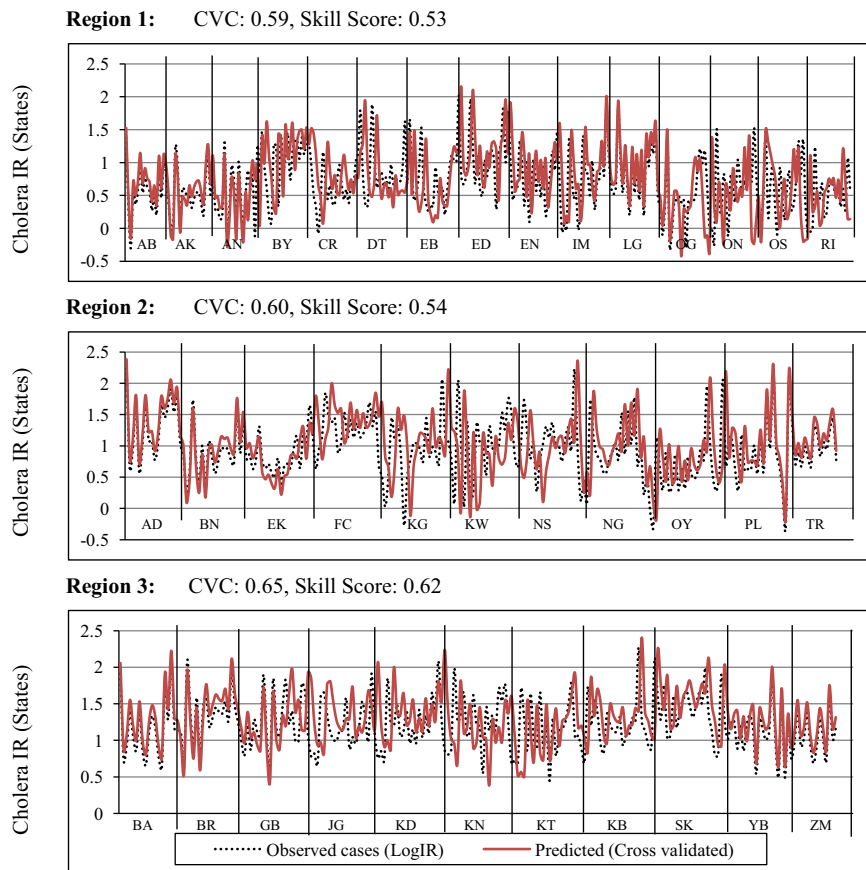 Region 1: CVC: 0.59, Skill Score: 0.53
Cholera IR (States)
2.5
2
1.5
1
0.5
0
-0.5
AB AK AN BY CR DT EB ED EN IM LG OG ON OS RI
Region 2: CVC: 0.60, Skill Score: 0.54
Cholera IR (States)
2.5
2
1.5
1
0.5
0
-0.5
AD BN EK FC KG KW NS NG OY PL TR
Region 3: CVC: 0.65, Skill Score: 0.62
Cholera IR (States)
2.5
2
1.5
1
0.5
0
BA BR GB JG KD KN KT KB SK YB ZM
Observed cases (LogIR) Predicted (Cross validated)